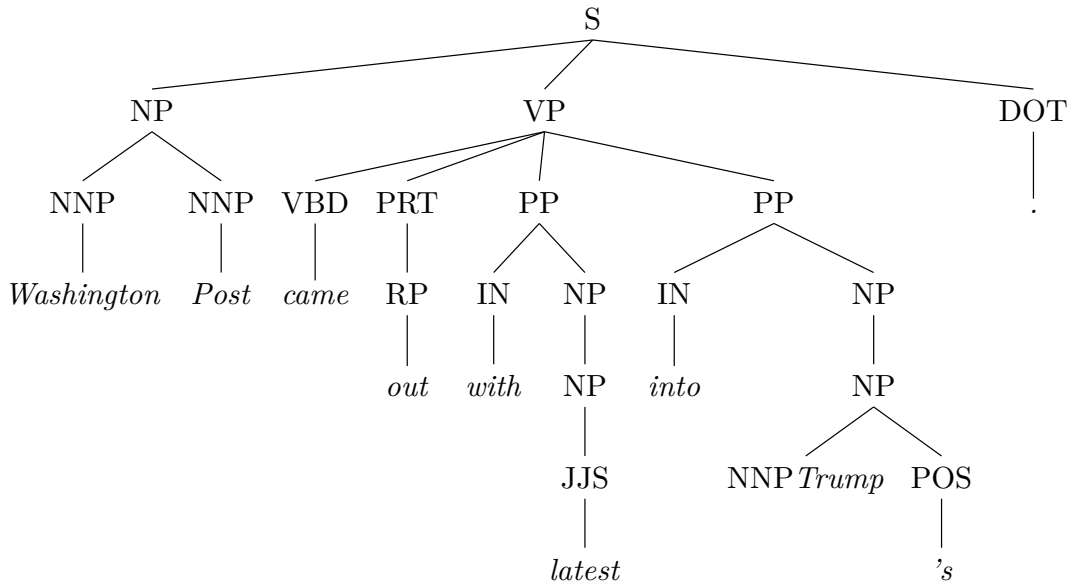 S
NP VP DOT
NNP NNP VBD PRT PP PP .
Washington Post came RP IN NP IN NP
out with NP into NP
JJS NNP Trump POS
latest 's